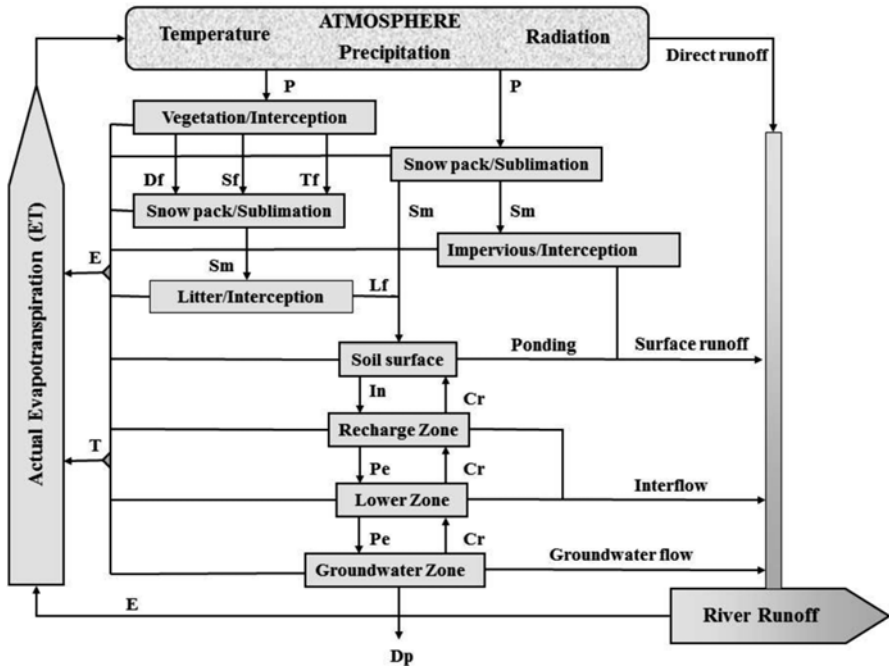 ATMOSPHERE
Temperature
Precipitation
Radiation
Direct runoff
P
P
Vegetation/Interception
Snow pack/Sublimation
Df
Sf
Tf
Snow pack/Sublimation
Sm
Sm
Impervious/Interception
Sm
E
Litter/Interception
Lf
Soil surface
Ponding
Surface runoff
In
Cr
Recharge Zone
T
Pe
Cr
Lower Zone
Interflow
Pe
Cr
Groundwater Zone
Groundwater flow
Actual Evapotranspiration (ET)
E
River Runoff
Dp